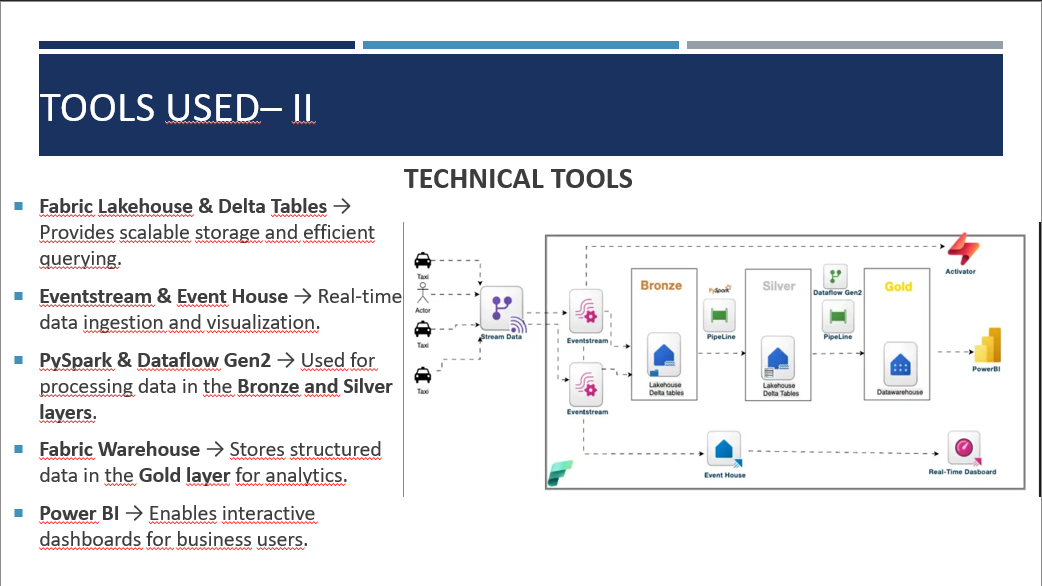 TOOLS USED– II
TECHNICAL TOOLS
Fabric Lakehouse & Delta Tables →
Provides scalable storage and efficient
querying.
Eventstream & Event House → Real-time
data ingestion and visualization.
PySpark & Dataflow Gen2 → Used for
processing data in the Bronze and Silver
layers.
Fabric Warehouse → Stores structured
data in the Gold layer for analytics.
Power BI → Enables interactive
dashboards for business users.
Taxi
Actor
Taxi
Taxi
Stream Data
Eventstream
Eventstream
Bronze
Lakehouse
Delta tables
PySpark
PipeLine
Silver
Lakehouse
Delta Tables
Dataflow Gen2
PipeLine
Gold
Datawarehouse
Activator
PowerBI
Event House
Real-Time Dasboard